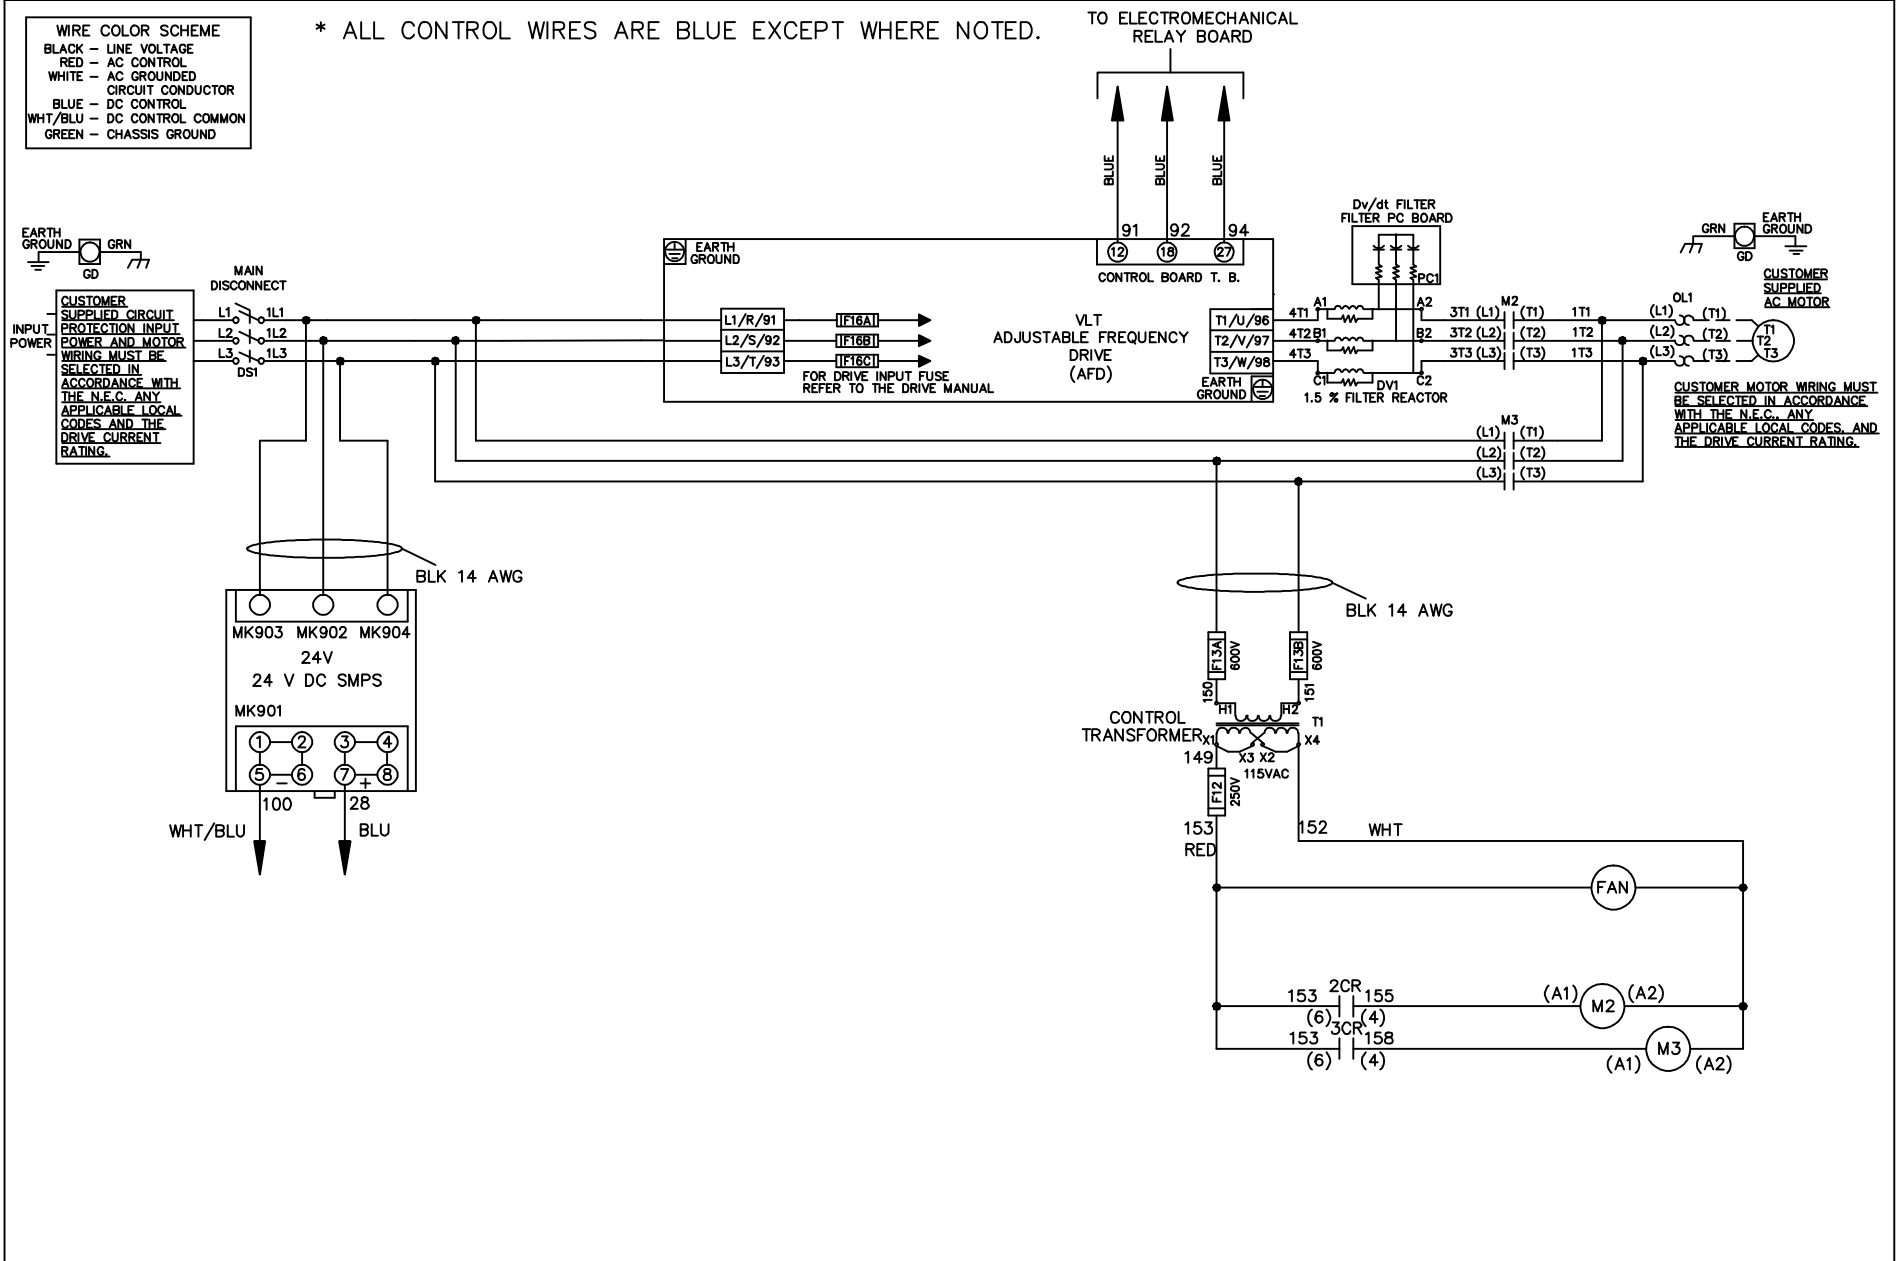 WIRE COLOR SCHEME
BLACK – LINE VOLTAGE
RED – AC CONTROL
WHITE – AC GROUNDED
CIRCUIT CONDUCTOR
BLUE – DC CONTROL
WHT/BLU – DC CONTROL COMMON
GREEN – CHASSIS GROUND
* ALL CONTROL WIRES ARE BLUE EXCEPT WHERE NOTED.
TO ELECTROMECHANICAL
RELAY BOARD
BLUE
BLUE
BLUE
91 92 94
12 18 27
CONTROL BOARD T. B.
EARTH
GROUND
GRN
GD
MAIN
DISCONNECT
INPUT
POWER
CUSTOMER
SUPPLIED CIRCUIT
PROTECTION INPUT
POWER AND MOTOR
WIRING MUST BE
SELECTED IN
ACCORDANCE WITH
THE N.E.C. ANY
APPLICABLE LOCAL
CODES AND THE
DRIVE CURRENT
RATING.
L1 1L1
L2 1L2
L3 1L3
DS1
EARTH
GROUND
L1/R/91
L2/S/92
L3/T/93
F16A
F16B
F16C
FOR DRIVE INPUT FUSE
REFER TO THE DRIVE MANUAL
VLT
ADJUSTABLE FREQUENCY
DRIVE
(AFD)
T1/U/96
T2/V/97
T3/W/98
EARTH
GROUND
Dv/dt FILTER
FILTER PC BOARD
PC1
4T1 A1 A2
4T2 B1 B2
4T3
C1 DV1 C2
1.5 % FILTER REACTOR
M2
3T1 (L1) (T1) 1T1
3T2 (L2) (T2) 1T2
3T3 (L3) (T3) 1T3
OL1
(L1) (T1)
(L2) (T2)
(L3) (T3)
T1
T2
T3
GRN
GD
EARTH
GROUND
CUSTOMER
SUPPLIED
AC MOTOR
CUSTOMER MOTOR WIRING MUST
BE SELECTED IN ACCORDANCE
WITH THE N.E.C., ANY
APPLICABLE LOCAL CODES, AND
THE DRIVE CURRENT RATING.
M3
(L1) (T1)
(L2) (T2)
(L3) (T3)
BLK 14 AWG
MK903 MK902 MK904
24V
24 V DC SMPS
MK901
1 2 3 4
5 6 7 8
– +
100 28
WHT/BLU BLU
BLK 14 AWG
F13A
600V
F13B
600V
150
151
H1 H2
CONTROL
TRANSFORMER
T1
X1 X3 X2 X4
149
115VAC
F12
250V
153
RED
152 WHT
FAN
2CR
153 155
(6) (4)
(A1) M2 (A2)
3CR
153 158
(6) (4)
M3
(A1) (A2)